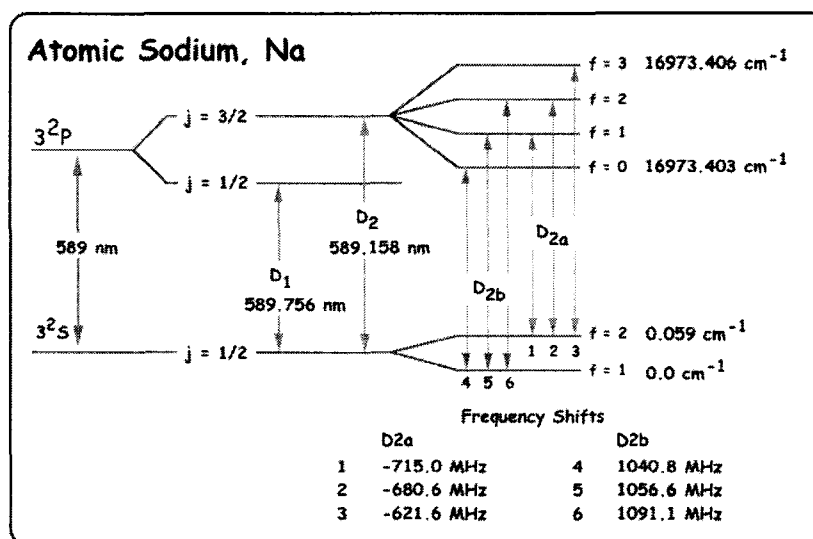 Atomic Sodium, Na
f = 3 16973.406 cm⁻¹
f = 2
j = 3/2
f = 1
3²P
f = 0 16973.403 cm⁻¹
j = 1/2
D₂
589.158 nm
D₂ₐ
589 nm
D₁
589.756 nm
D₂b
3²S
f = 2 0.059 cm⁻¹
j = 1/2
1 2 3
f = 1 0.0 cm⁻¹
4 5 6
Frequency Shifts
D2a D2b
1 -715.0 MHz 4 1040.8 MHz
2 -680.6 MHz 5 1056.6 MHz
3 -621.6 MHz 6 1091.1 MHz